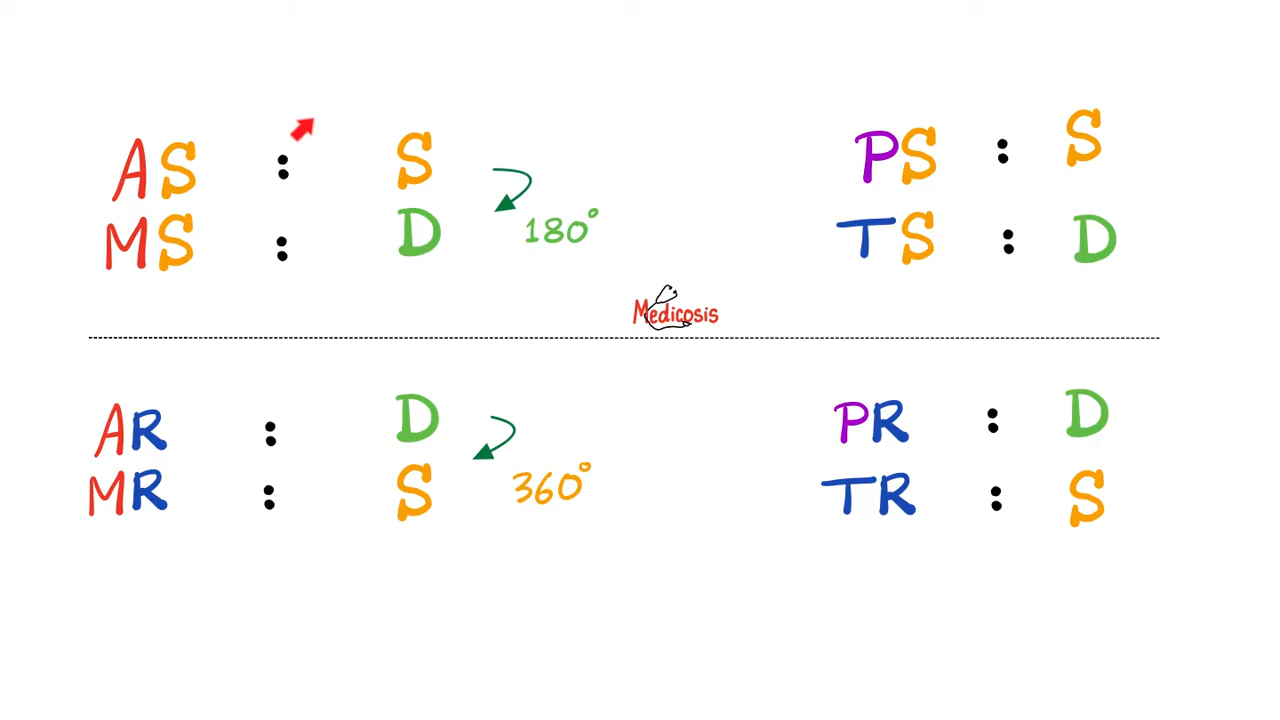 AS : S
MS : D
180°
PS : S
TS : D
Medicosis
AR : D
MR : S
360°
PR : D
TR : S